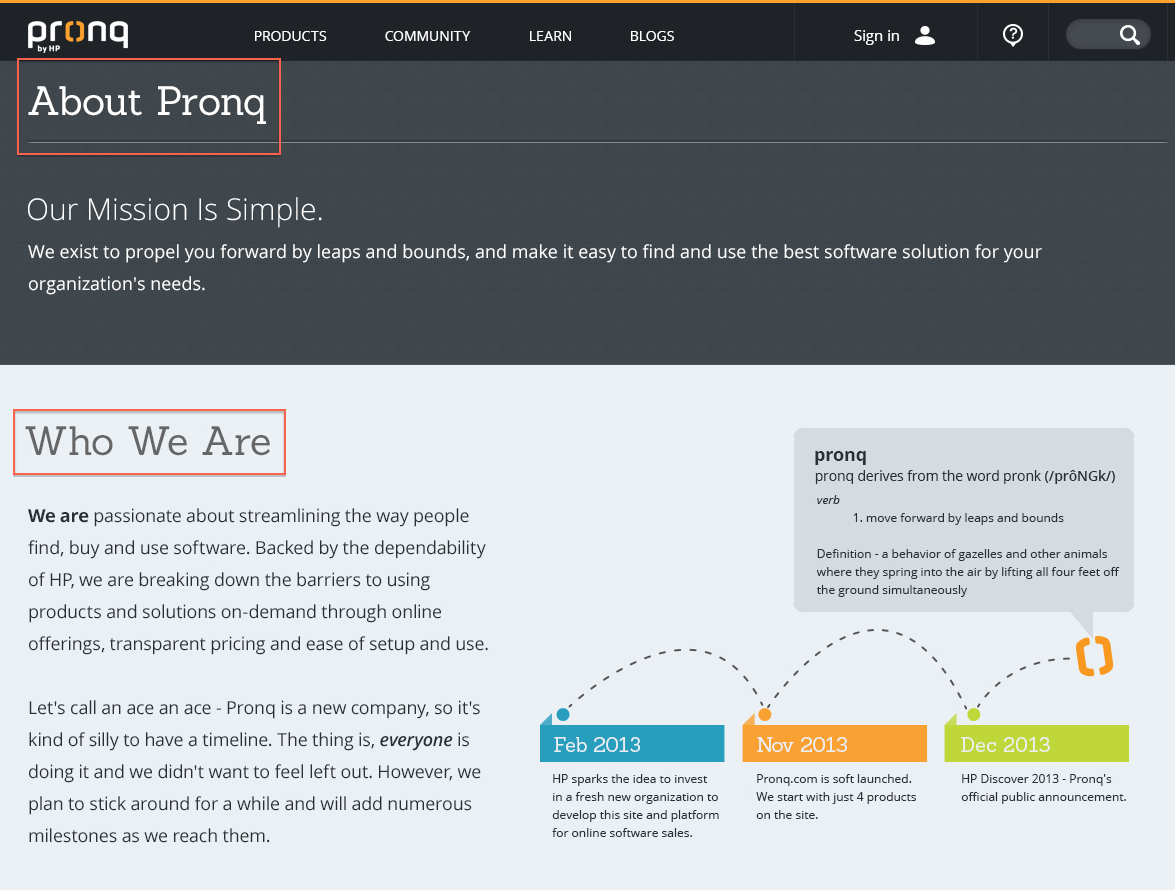 pronq
by HP
PRODUCTS
COMMUNITY
LEARN
BLOGS
Sign in
?
About Pronq
Our Mission Is Simple.
We exist to propel you forward by leaps and bounds, and make it easy to find and use the best software solution for your
organization's needs.
Who We Are
We are passionate about streamlining the way people
find, buy and use software. Backed by the dependability
of HP, we are breaking down the barriers to using
products and solutions on-demand through online
offerings, transparent pricing and ease of setup and use.
Let's call an ace an ace - Pronq is a new company, so it's
kind of silly to have a timeline. The thing is, everyone is
doing it and we didn't want to feel left out. However, we
plan to stick around for a while and will add numerous
milestones as we reach them.
pronq
pronq derives from the word pronk (/prôNGk/)
verb
1. move forward by leaps and bounds
Definition - a behavior of gazelles and other animals
where they spring into the air by lifting all four feet off
the ground simultaneously
Feb 2013
HP sparks the idea to invest
in a fresh new organization to
develop this site and platform
for online software sales.
Nov 2013
Pronq.com is soft launched.
We start with just 4 products
on the site.
Dec 2013
HP Discover 2013 - Pronq's
official public announcement.